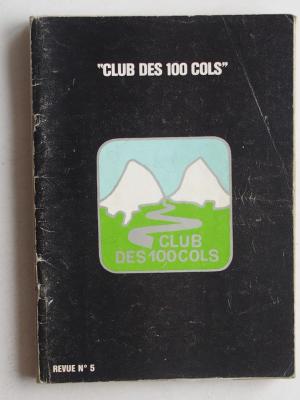 "CLUB DES 100 COLS"
CLUB
DES 100 COLS
REVUE N° 5